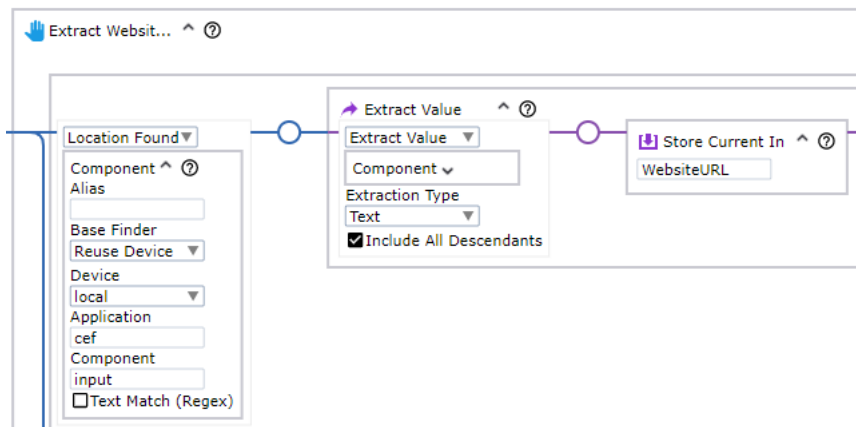 Extract Websit...
Extract Value
Location Found
Extract Value
Store Current In
Component
Component
WebsiteURL
Alias
Extraction Type
Base Finder
Text
Reuse Device
Include All Descendants
Device
local
Application
cef
Component
input
Text Match (Regex)